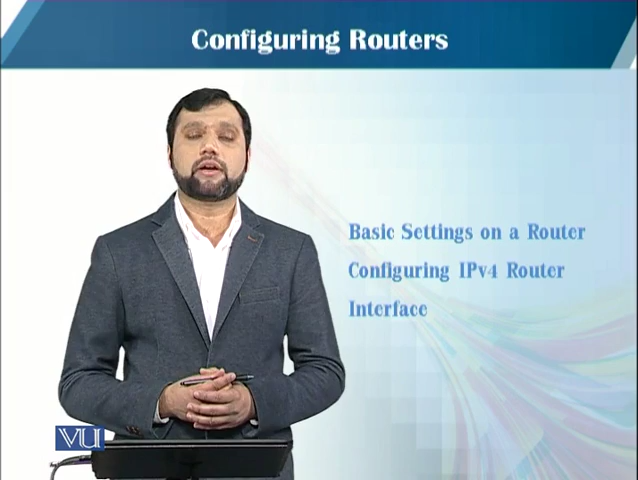 Configuring Routers
Basic Settings on a Router
Configuring IPv4 Router
Interface
VU